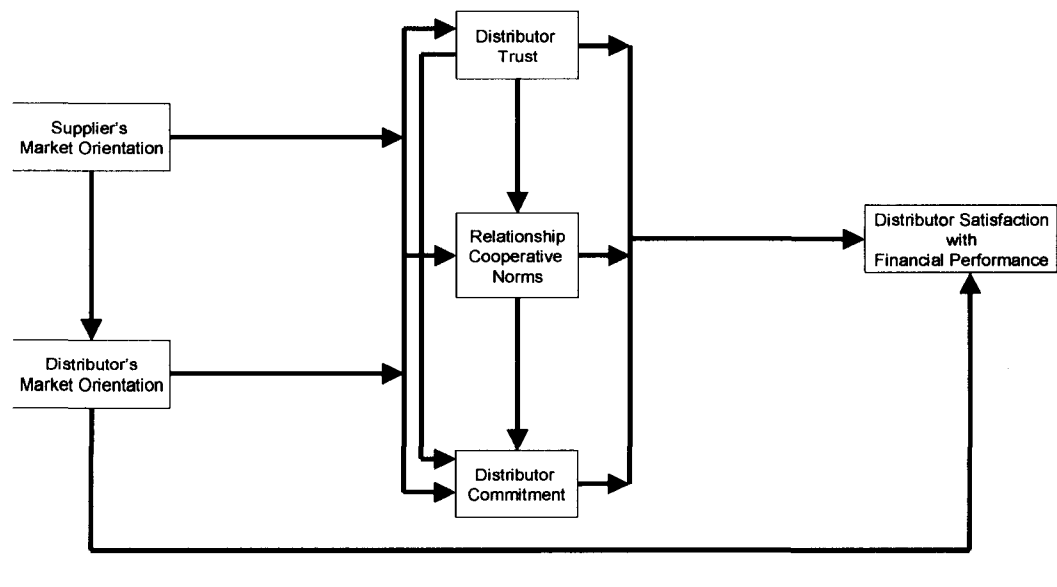 Distributor
Trust
Supplier's
Market Orientation
Relationship
Cooperative
Norms
Distributor Satisfaction
with
Financial Performance
Distributor's
Market Orientation
Distributor
Commitment